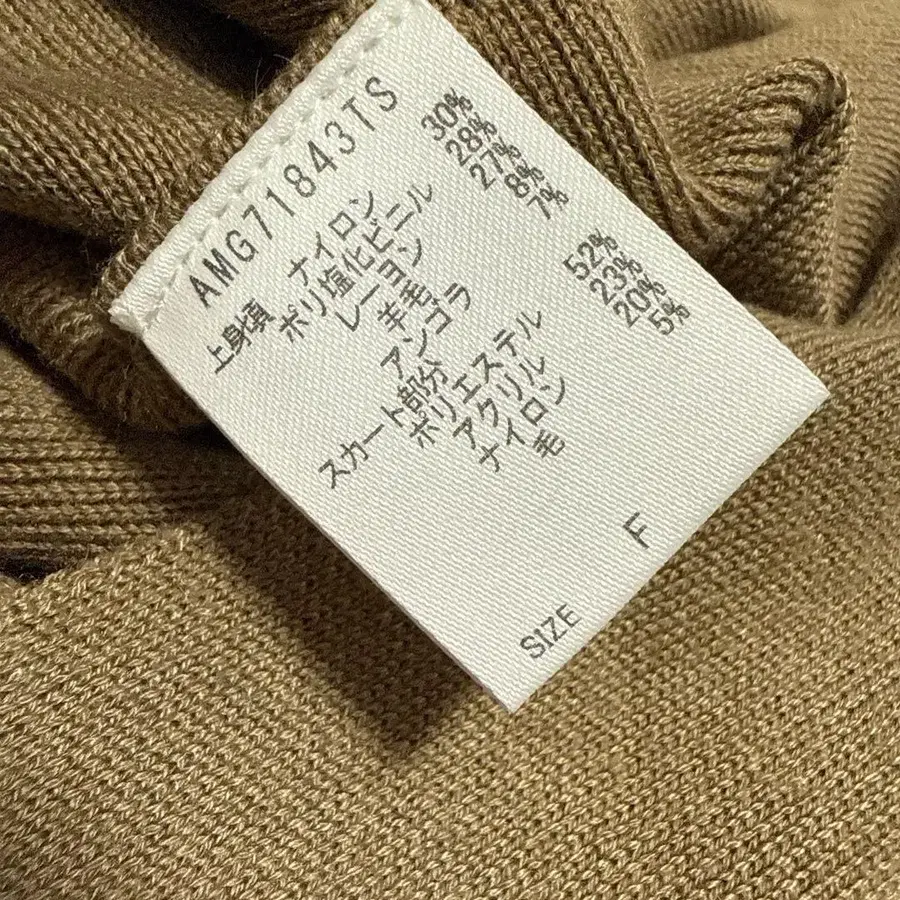 AMG71843TS
上身頃 ナイロン 30%
ポリ塩化ビニル 28%
レーヨン 27%
羊毛 8%
アンゴラ 7%
スカート部分
ポリエステル 52%
アクリル 23%
ナイロン 20%
毛 5%
SIZE F